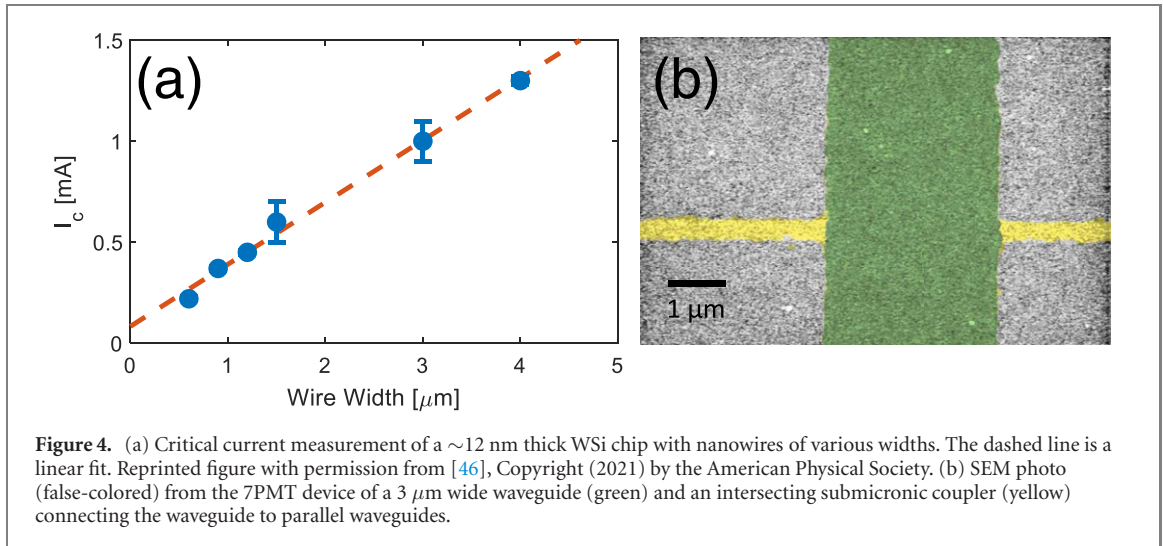 (a)
1.5
1
0.5
0
I_c [mA]
0 1 2 3 4 5
Wire Width [μm]
(b)
1 μm
Figure 4. (a) Critical current measurement of a ∼12 nm thick WSi chip with nanowires of various widths. The dashed line is a
linear fit. Reprinted figure with permission from [46], Copyright (2021) by the American Physical Society. (b) SEM photo
(false-colored) from the 7PMT device of a 3 μm wide waveguide (green) and an intersecting submicronic coupler (yellow)
connecting the waveguide to parallel waveguides.